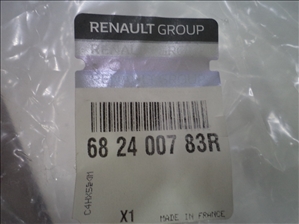 RENAULT GROUP
68 24 007 83R
X1
MADE IN FRANCE